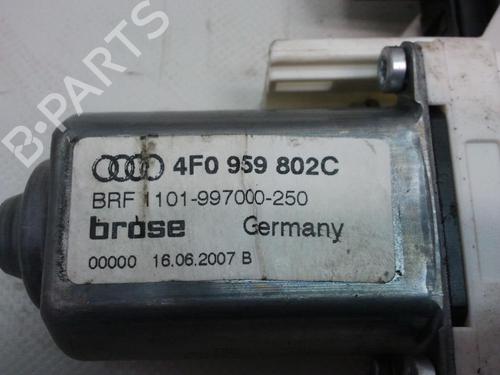 B-PARTS
4F0 959 802C
BRF 1101-997000-250
brose Germany
00000 16.06.2007 B